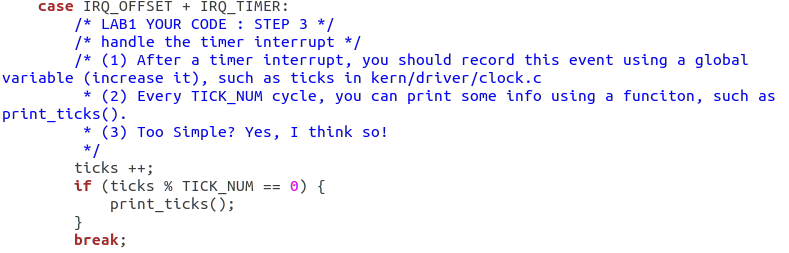 case IRQ_OFFSET + IRQ_TIMER:
/* LAB1 YOUR CODE : STEP 3 */
/* handle the timer interrupt */
/* (1) After a timer interrupt, you should record this event using a global
variable (increase it), such as ticks in kern/driver/clock.c
* (2) Every TICK_NUM cycle, you can print some info using a funciton, such as
print_ticks().
* (3) Too Simple? Yes, I think so!
*/
ticks ++;
if (ticks % TICK_NUM == 0) {
print_ticks();
}
break;